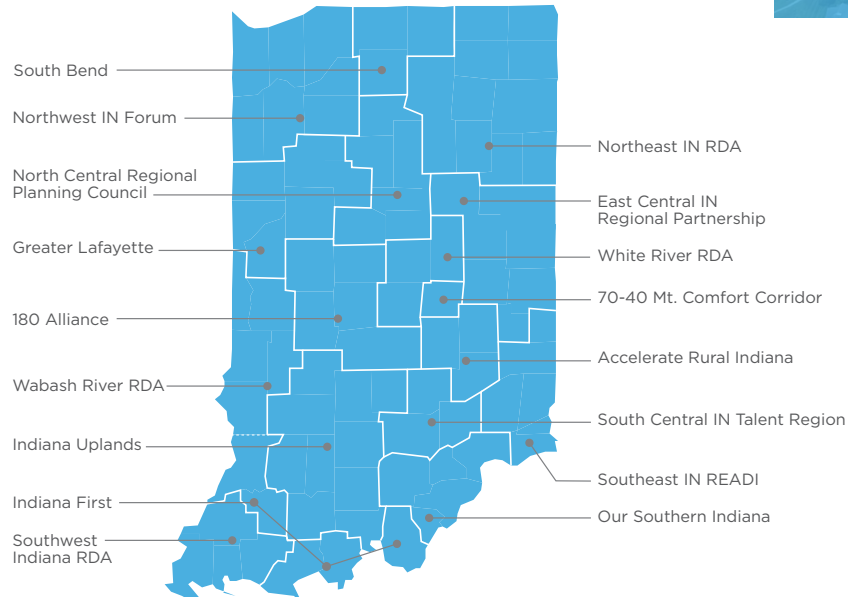 South Bend
Northwest IN Forum
North Central Regional
Planning Council
Greater Lafayette
180 Alliance
Wabash River RDA
Indiana Uplands
Indiana First
Southwest
Indiana RDA
Northeast IN RDA
East Central IN
Regional Partnership
White River RDA
70-40 Mt. Comfort Corridor
Accelerate Rural Indiana
South Central IN Talent Region
Southeast IN READI
Our Southern Indiana